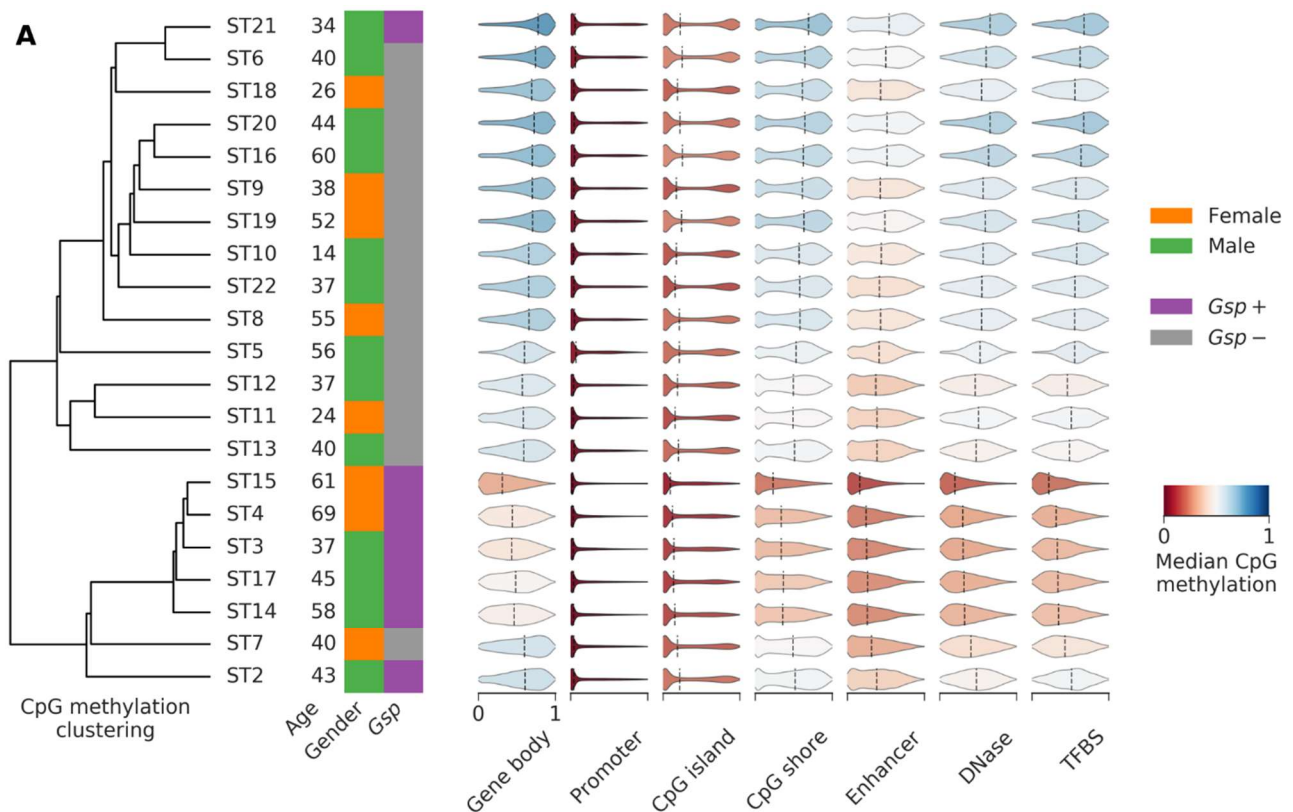 A
ST21 34
ST6 40
ST18 26
ST20 44
ST16 60
ST9 38
ST19 52
ST10 14
ST22 37
ST8 55
ST5 56
ST12 37
ST11 24
ST13 40
ST15 61
ST4 69
ST3 37
ST17 45
ST14 58
ST7 40
ST2 43
CpG methylation
clustering
Age
Gender
Gsp
0 1
Gene body
Promoter
CpG island
CpG shore
Enhancer
DNase
TFBS
Female
Male
Gsp +
Gsp −
0 1
Median CpG
methylation